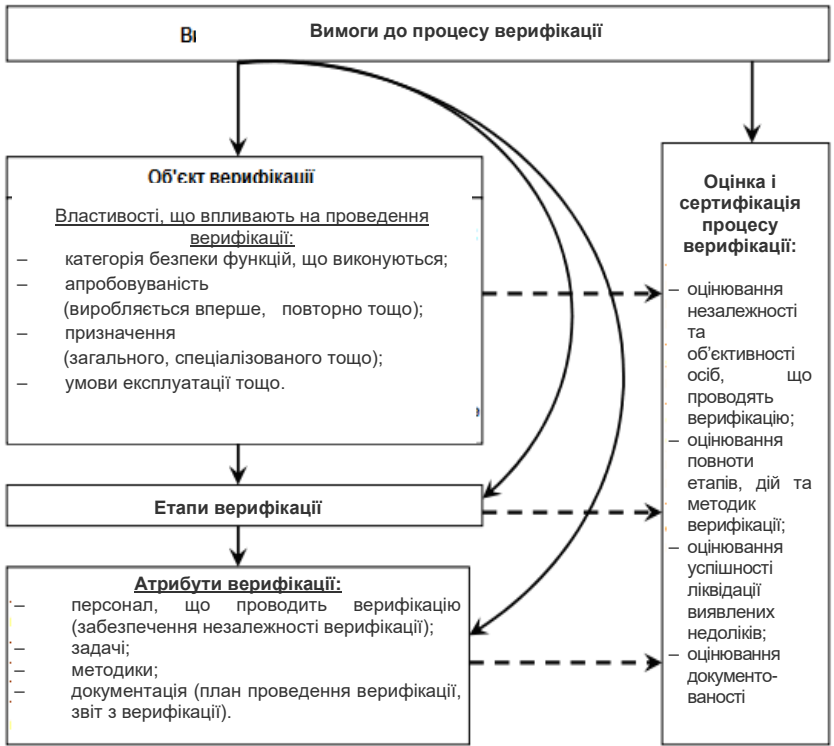 Вимоги до процесу верифікації
Об'єкт верифікації
Властивості, що впливають на проведення
верифікації:
– категорія безпеки функцій, що виконуються;
– апробовуваність
(виробляється вперше, повторно тощо);
– призначення
(загального, спеціалізованого тощо);
– умови експлуатації тощо.
Етапи верифікації
Атрибути верифікації:
– персонал, що проводить верифікацію
(забезпечення незалежності верифікації);
– задачі;
– методики;
– документація (план проведення верифікації,
звіт з верифікації).
Оцінка і
сертифікація
процесу
верифікації:
– оцінювання
незалежності
та
об’єктивності
осіб, що
проводять
верифікацію;
– оцінювання
повноти
етапів, дій та
методик
верифікації;
– оцінювання
успішності
ліквідації
виявлених
недоліків;
– оцінювання
документо-
ваності